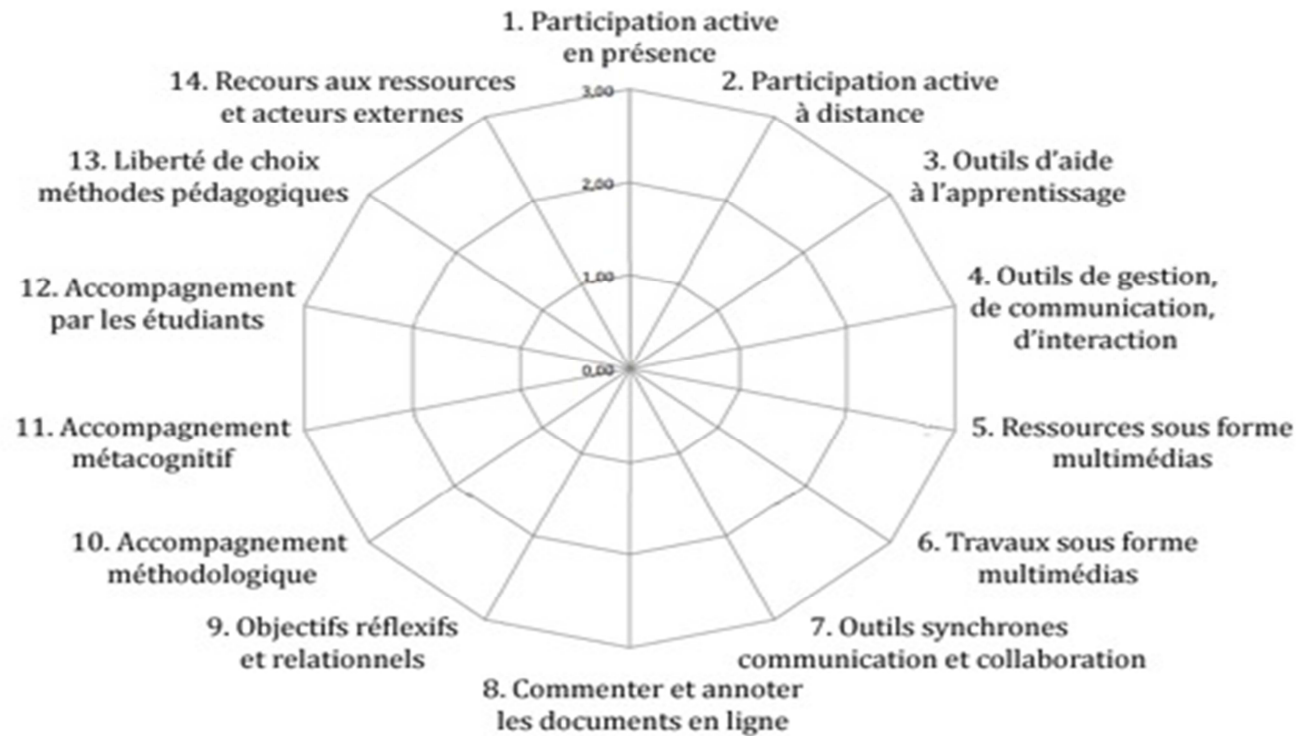 1. Participation active
en présence
2. Participation active
à distance
3. Outils d'aide
à l'apprentissage
4. Outils de gestion,
de communication,
d'interaction
5. Ressources sous forme
multimédias
6. Travaux sous forme
multimédias
7. Outils synchrones
communication et collaboration
8. Commenter et annoter
les documents en ligne
9. Objectifs réflexifs
et relationnels
10. Accompagnement
méthodologique
11. Accompagnement
métacognitif
12. Accompagnement
par les étudiants
13. Liberté de choix
méthodes pédagogiques
14. Recours aux ressources
et acteurs externes
3,00
2,00
1,00
0,00